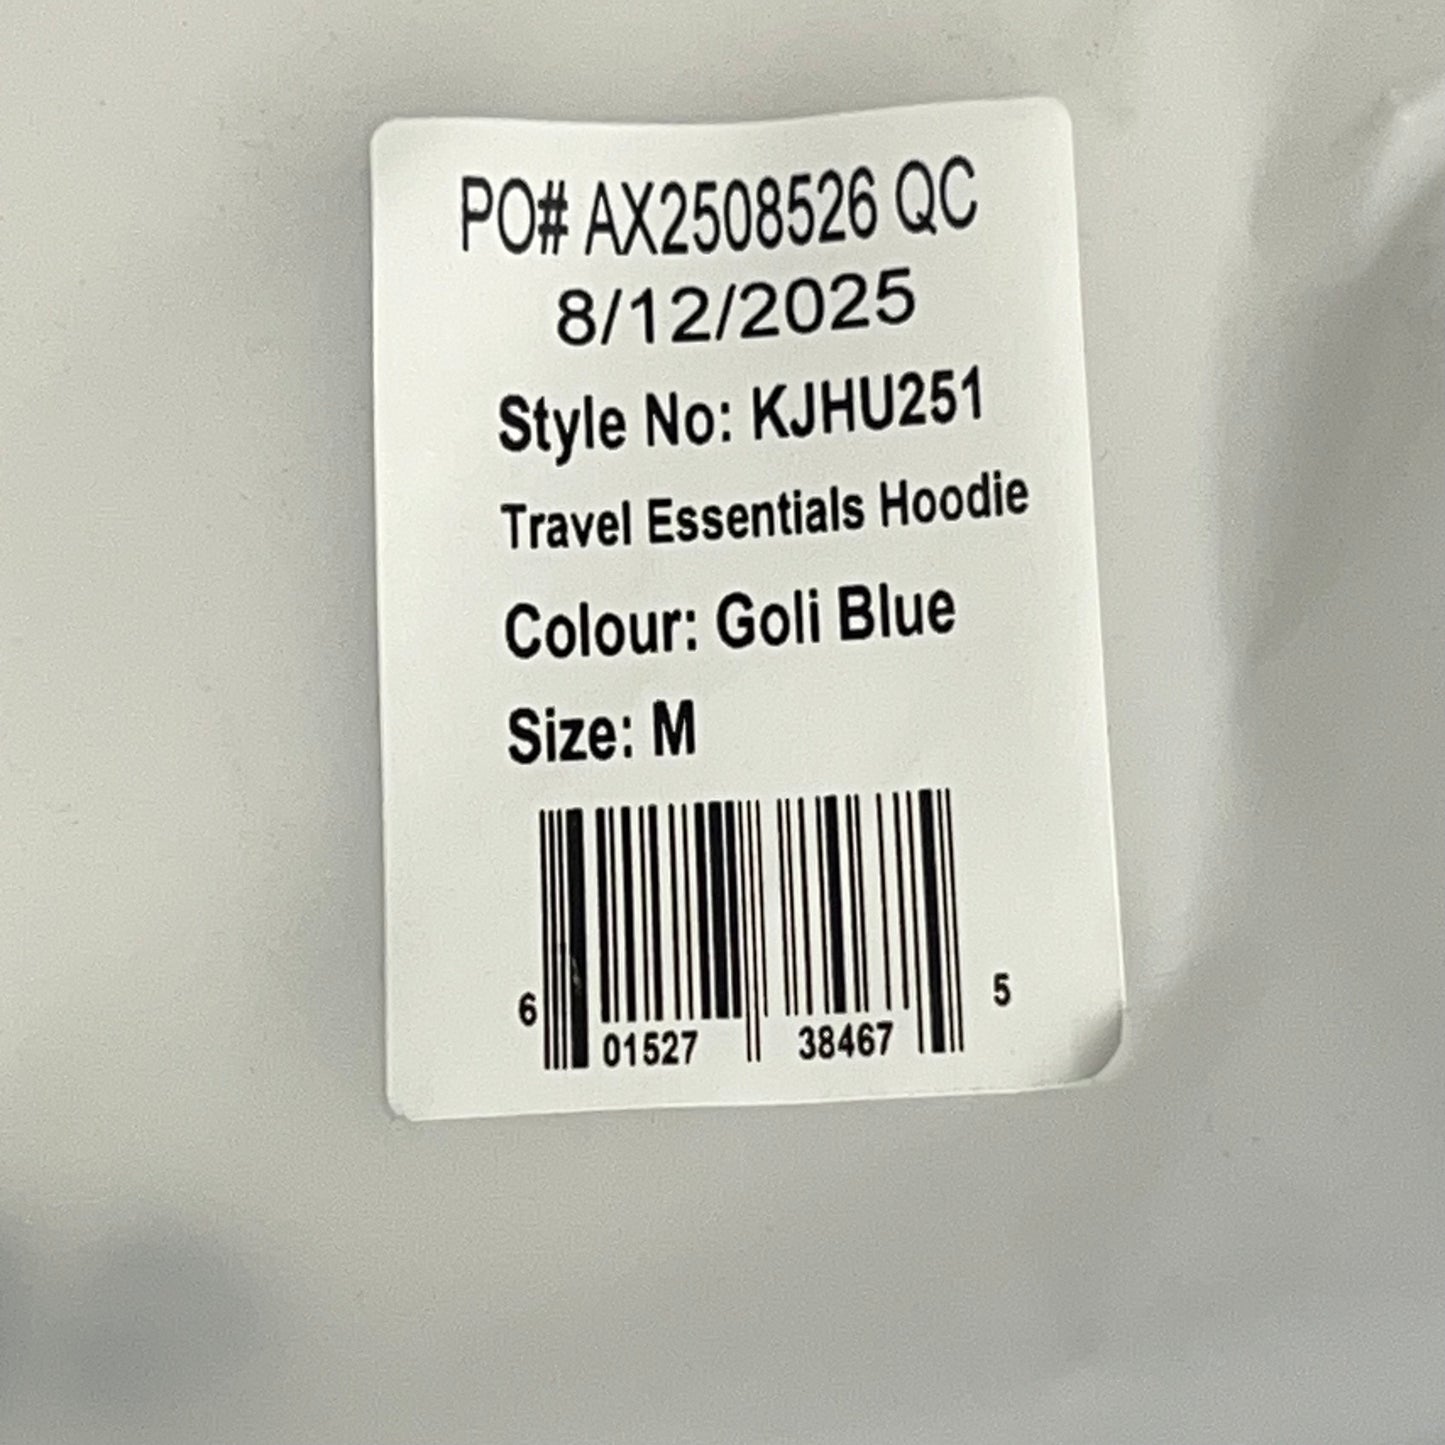 PO# AX2508526 QC
8/12/2025
Style No: KJHU251
Travel Essentials Hoodie
Colour: Goli Blue
Size: M
6 01527 38467 5